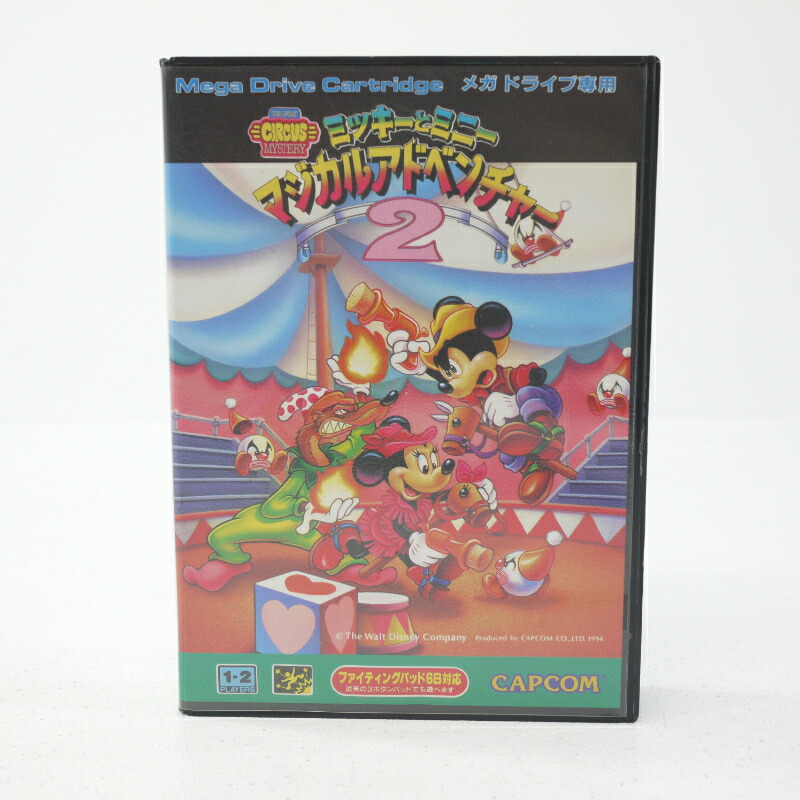 Mega Drive Cartridge メガドライブ専用
THE GREAT
CIRCUS
MYSTERY
ミッキーとミニー
マジカルアドベンチャー
2
© The Walt Disney Company Produced by CAPCOM CO.,LTD. 1994
1-2
PLAYERS
ファイティングパッド6B対応
従来の3ボタンパッドでも遊べます
CAPCOM